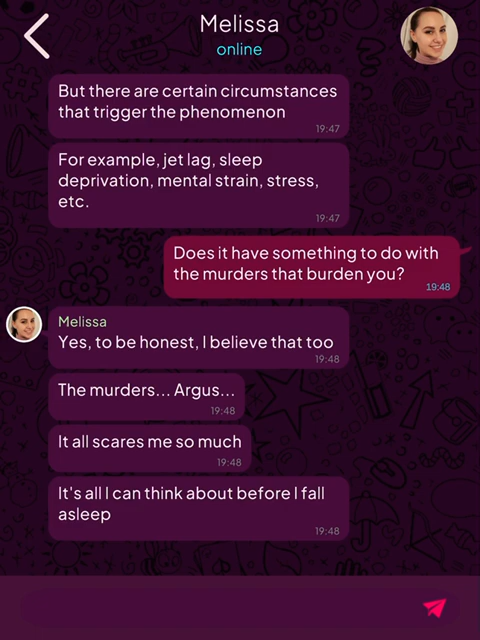 Melissa
online
But there are certain circumstances
that trigger the phenomenon
19:47
For example, jet lag, sleep
deprivation, mental strain, stress,
etc.
19:47
Does it have something to do with
the murders that burden you?
19:48
Melissa
Yes, to be honest, I believe that too
19:48
The murders... Argus...
19:48
It all scares me so much
19:48
It's all I can think about before I fall
asleep
19:48